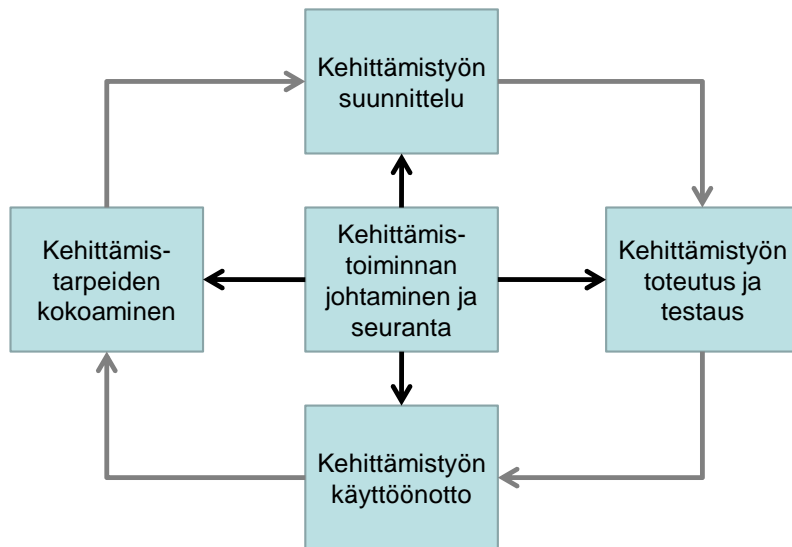 Kehittämistyön
suunnittelu
Kehittämis-
tarpeiden
kokoaminen
Kehittämis-
toiminnan
johtaminen ja
seuranta
Kehittämistyön
toteutus ja
testaus
Kehittämistyön
käyttöönotto